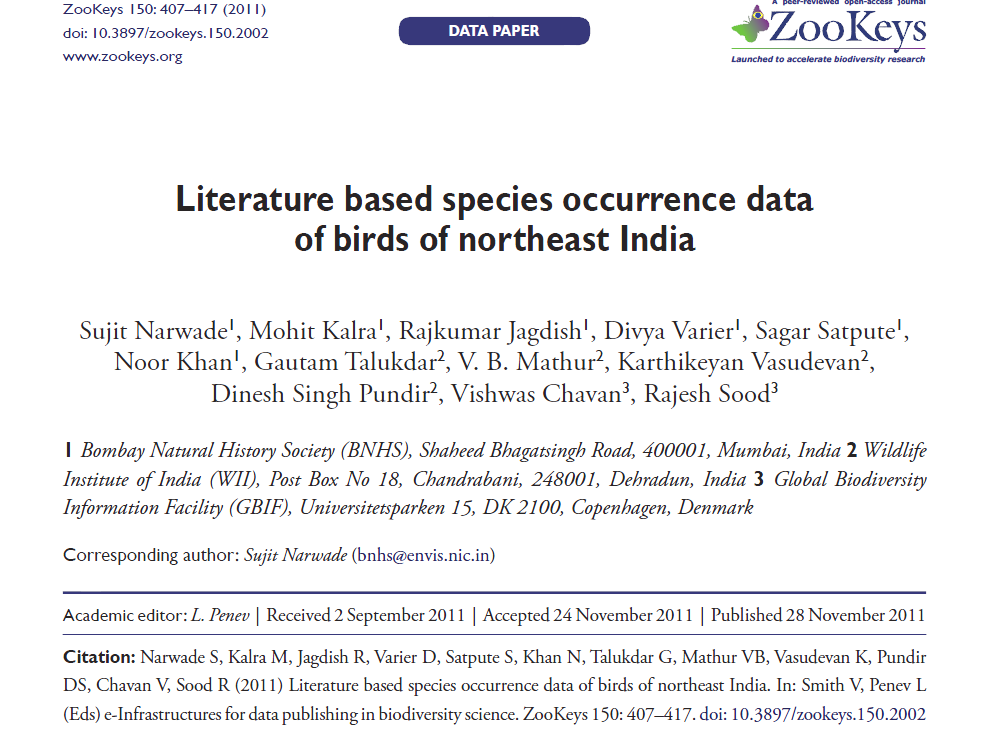 ZooKeys 150: 407–417 (2011)
doi: 10.3897/zookeys.150.2002
www.zookeys.org
DATA PAPER
A peer-reviewed open-access journal
ZooKeys
Launched to accelerate biodiversity research
Literature based species occurrence data
of birds of northeast India
Sujit Narwade¹, Mohit Kalra¹, Rajkumar Jagdish¹, Divya Varier¹, Sagar Satpute¹,
Noor Khan¹, Gautam Talukdar², V. B. Mathur², Karthikeyan Vasudevan²,
Dinesh Singh Pundir², Vishwas Chavan³, Rajesh Sood³
1 Bombay Natural History Society (BNHS), Shaheed Bhagatsingh Road, 400001, Mumbai, India 2 Wildlife
Institute of India (WII), Post Box No 18, Chandrabani, 248001, Dehradun, India 3 Global Biodiversity
Information Facility (GBIF), Universitetsparken 15, DK 2100, Copenhagen, Denmark
Corresponding author: Sujit Narwade (bnhs@envis.nic.in)
Academic editor: L. Penev | Received 2 September 2011 | Accepted 24 November 2011 | Published 28 November 2011
Citation: Narwade S, Kalra M, Jagdish R, Varier D, Satpute S, Khan N, Talukdar G, Mathur VB, Vasudevan K, Pundir
DS, Chavan V, Sood R (2011) Literature based species occurrence data of birds of northeast India. In: Smith V, Penev L
(Eds) e-Infrastructures for data publishing in biodiversity science. ZooKeys 150: 407–417. doi: 10.3897/zookeys.150.2002